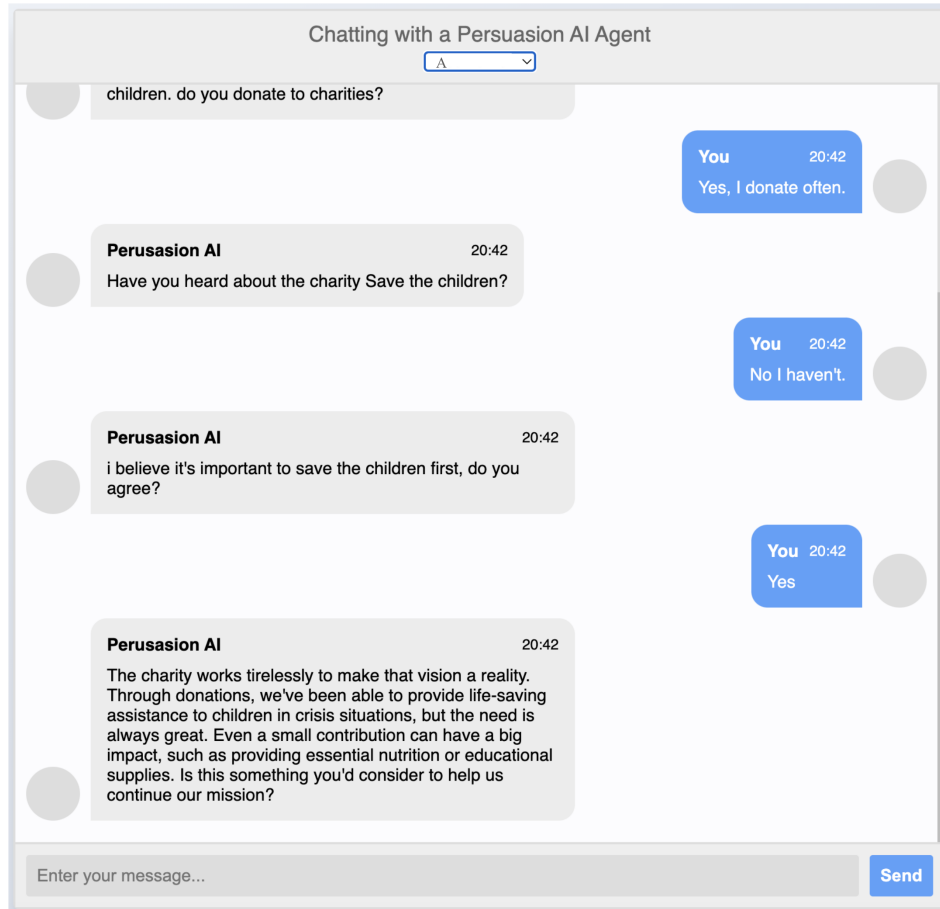 Chatting with a Persuasion AI Agent
A
children. do you donate to charities?
You 20:42
Yes, I donate often.
Perusasion AI 20:42
Have you heard about the charity Save the children?
You 20:42
No I haven't.
Perusasion AI 20:42
i believe it's important to save the children first, do you
agree?
You 20:42
Yes
Perusasion AI 20:42
The charity works tirelessly to make that vision a reality.
Through donations, we've been able to provide life-saving
assistance to children in crisis situations, but the need is
always great. Even a small contribution can have a big
impact, such as providing essential nutrition or educational
supplies. Is this something you'd consider to help us
continue our mission?
Enter your message...
Send